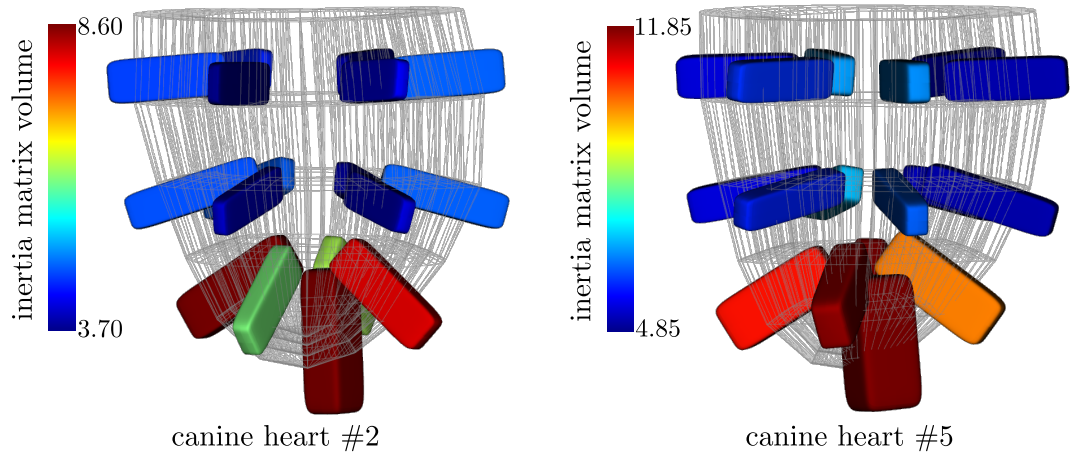 8.60
inertia matrix volume
3.70
canine heart #2
11.85
inertia matrix volume
4.85
canine heart #5